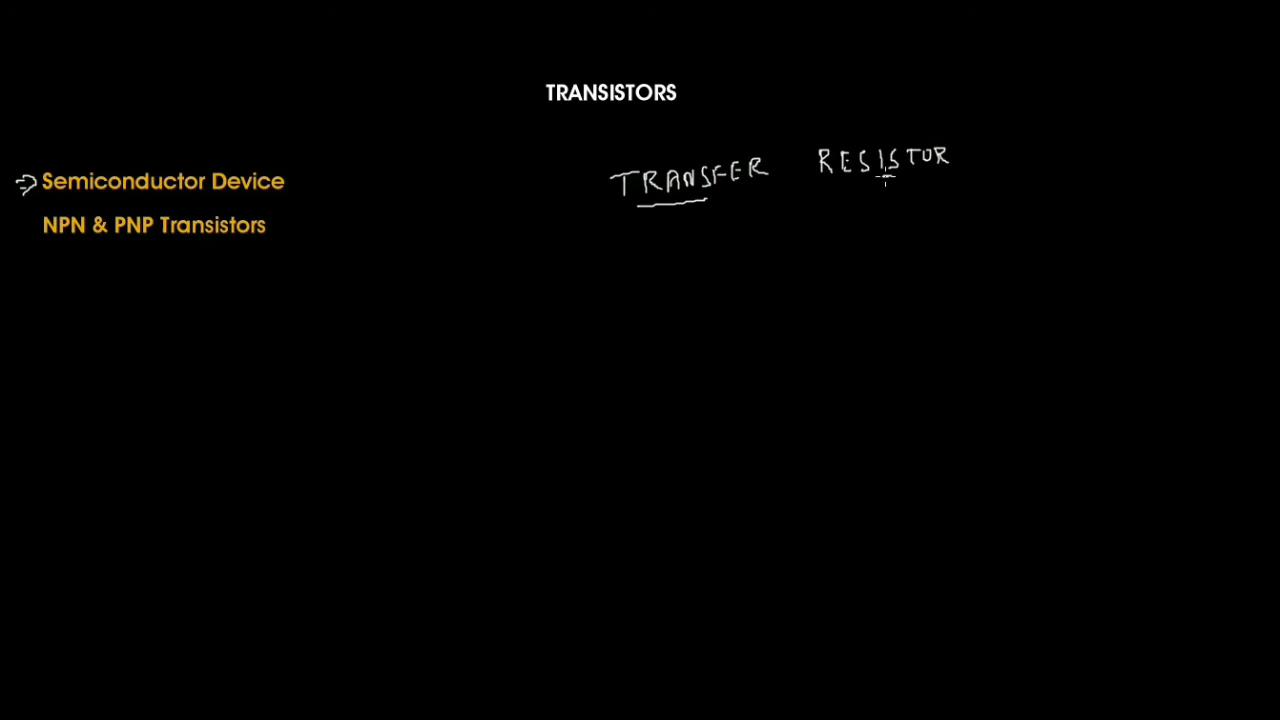 TRANSISTORS
TRANSFER RESISTOR
Semiconductor Device
NPN & PNP Transistors